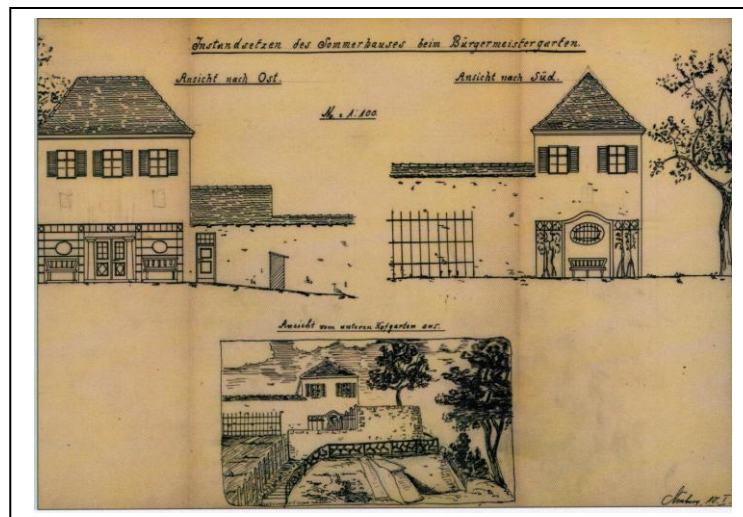 Instandsetzen des Sommerhauses beim Bürgermeistergarten.
Ansicht nach Ost.
Ansicht nach Süd.
M. 1:100
Ansicht vom unteren Hofgarten aus.